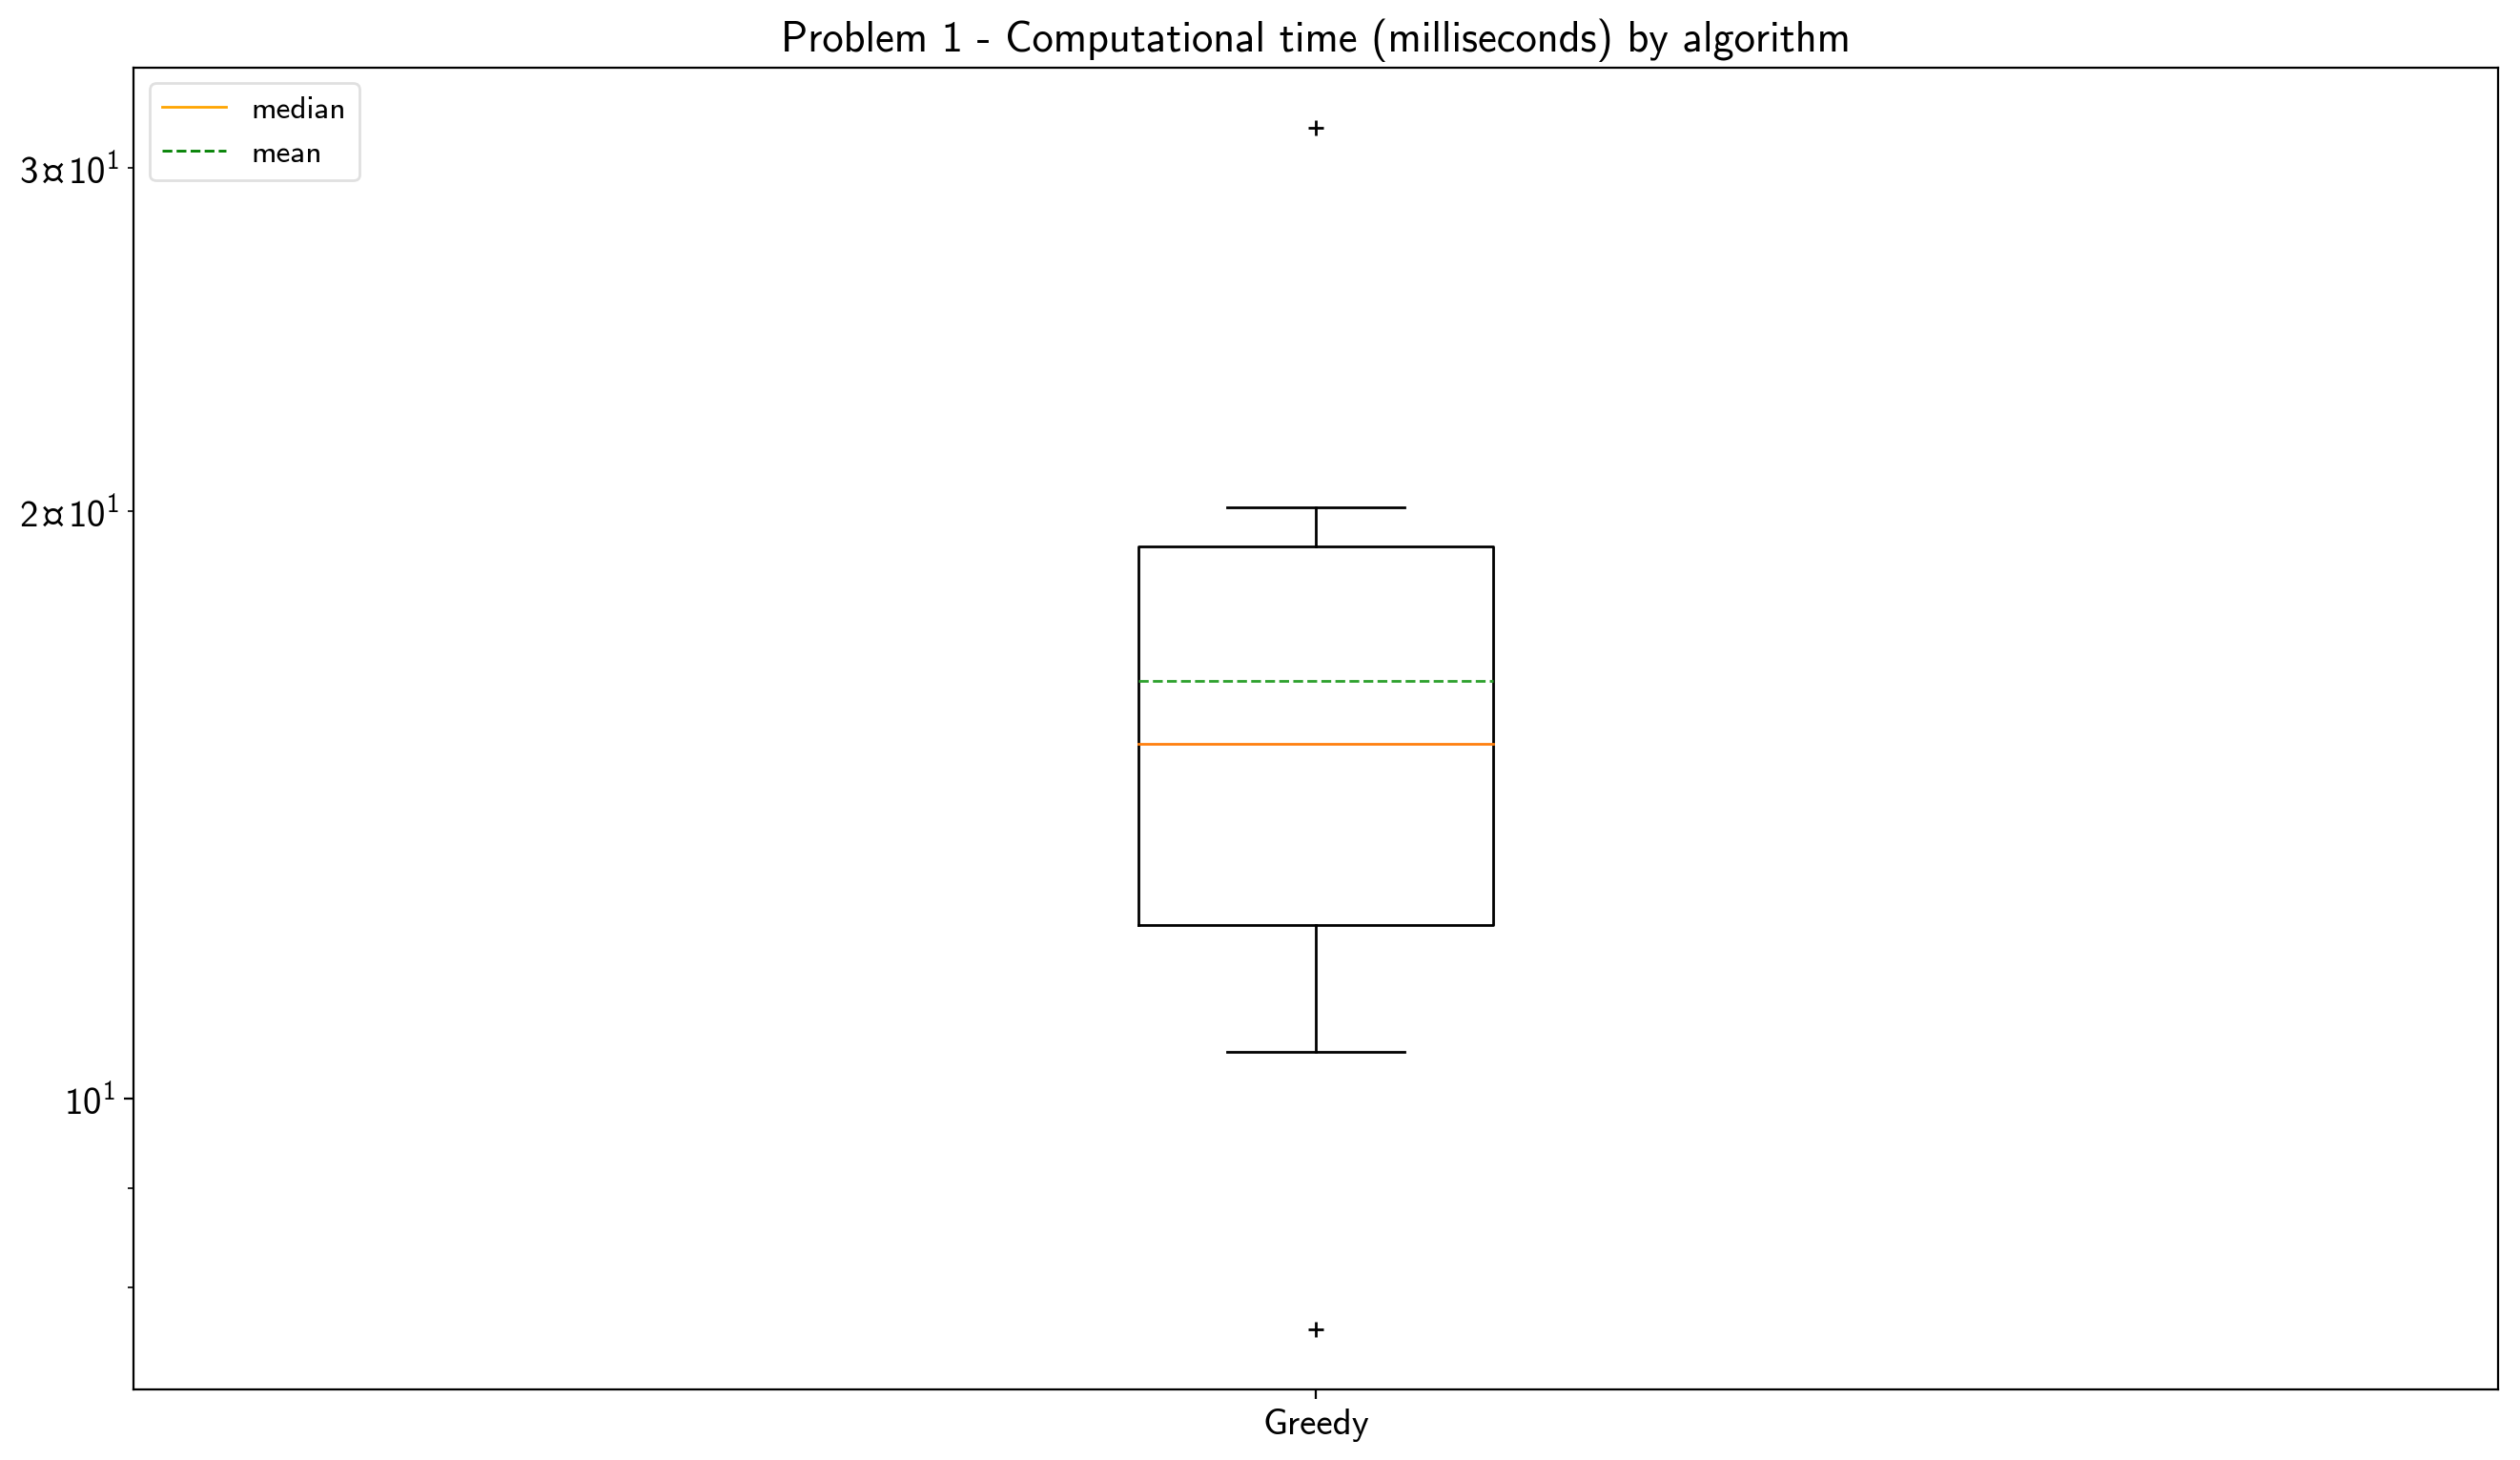 Problem 1 - Computational time (milliseconds) by algorithm
median
mean
3¤10¹
2¤10¹
10¹
Greedy